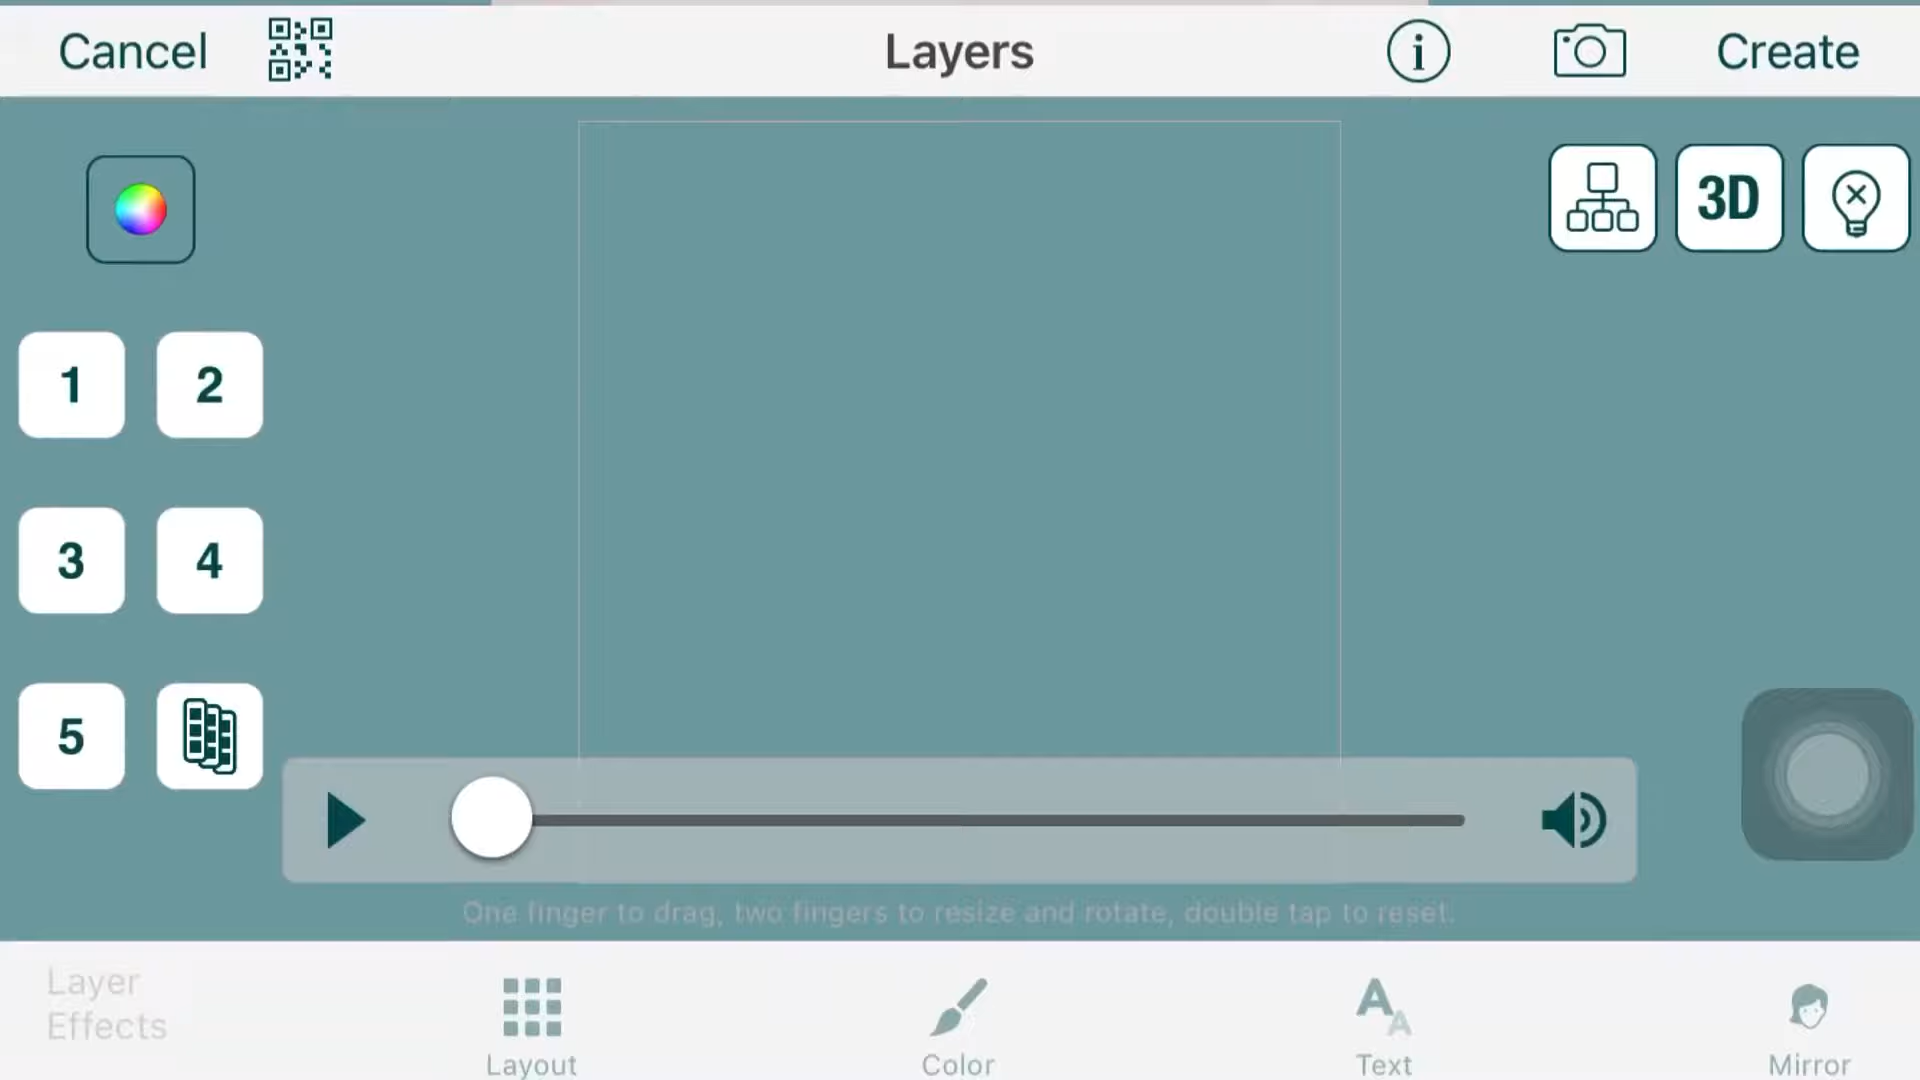 Cancel
Layers
Create
3D
1 2
3 4
5
One finger to drag, two fingers to resize and rotate, double tap to reset.
Layer
Effects
Layout
Color
Text
Mirror